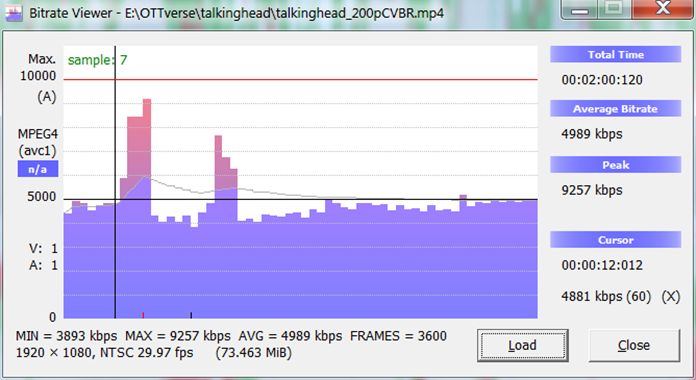 Bitrate Viewer - E:\OTTverse\talkinghead\talkinghead_200pCVBR.mp4
Max.
sample: 7
10000
(A)
MPEG4
(avc1)
n/a
5000
V: 1
A: 1
0
Total Time
00:02:00:120
Average Bitrate
4989 kbps
Peak
9257 kbps
Cursor
00:00:12:012
4881 kbps (60) (X)
MIN = 3893 kbps MAX = 9257 kbps AVG = 4989 kbps FRAMES = 3600
1920 × 1080, NTSC 29.97 fps (73.463 MiB)
Load
Close